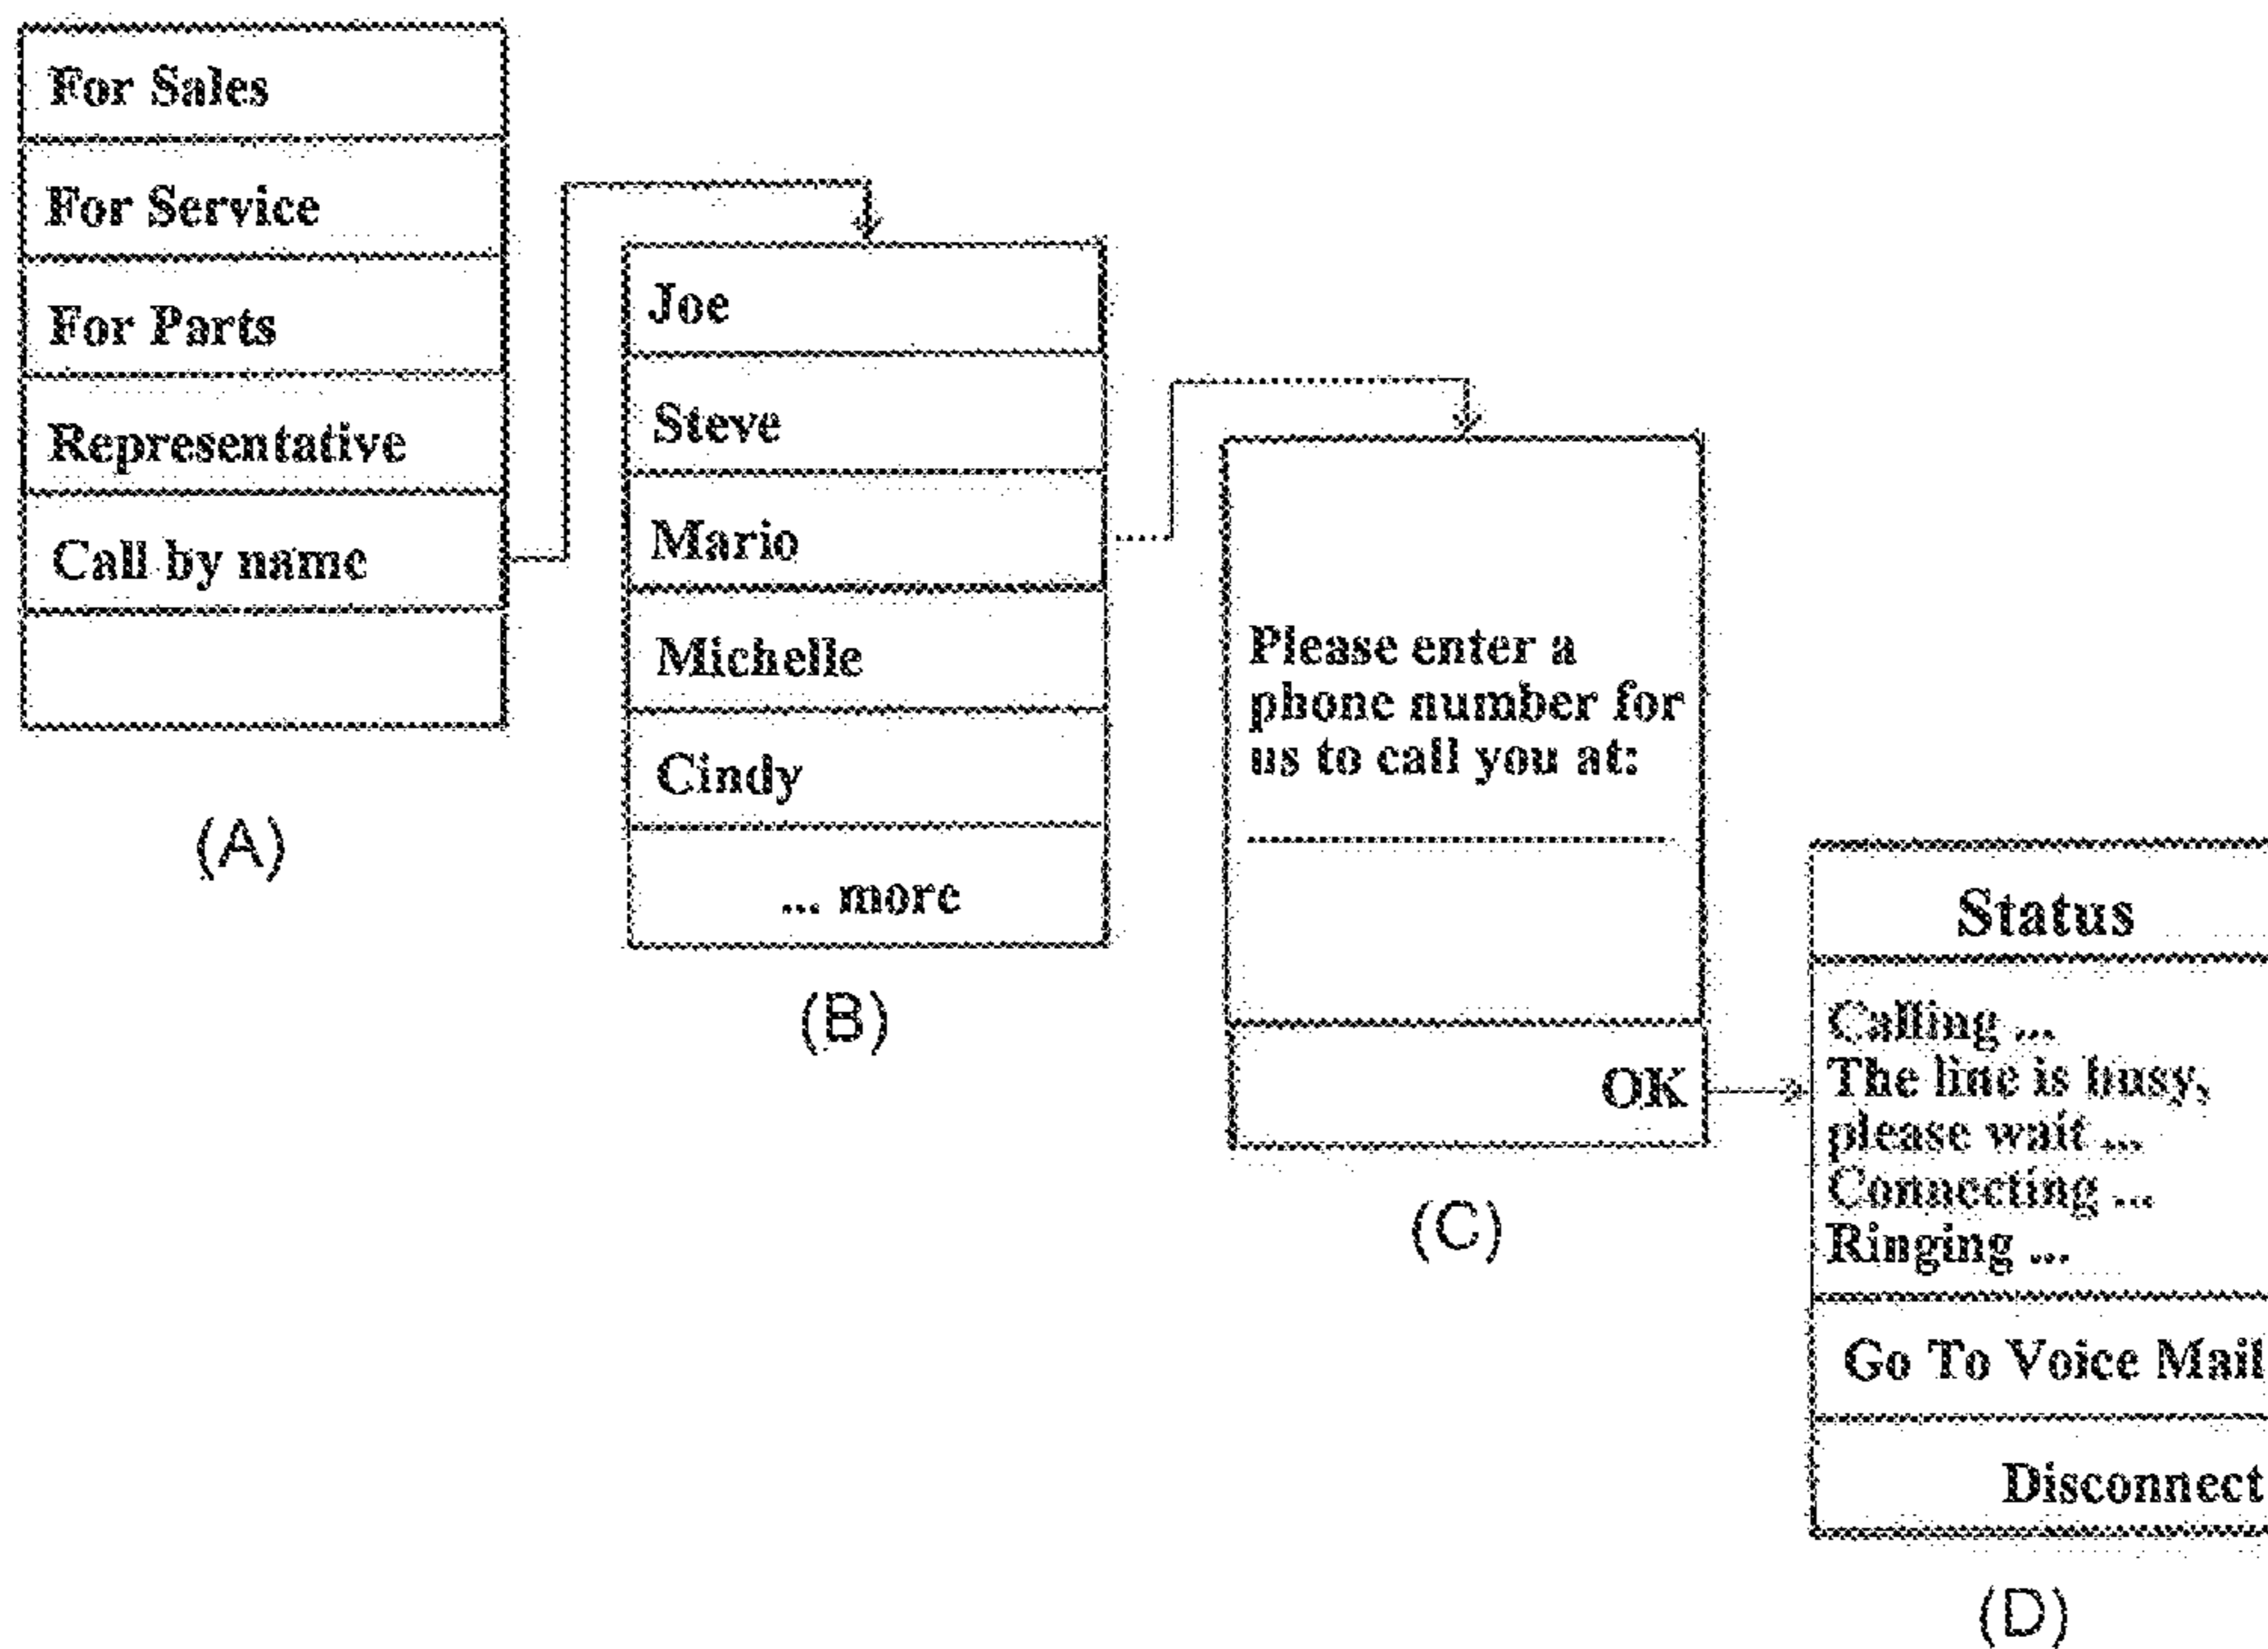 For Sales
For Service
For Parts
Representative
Call by name
(A)
Joe
Steve
Mario
Michelle
Cindy
... more
(B)
Please enter a
phone number for
us to call you at:
OK
(C)
Status
Calling ...
The line is busy,
please wait ...
Connecting ...
Ringing ...
Go To Voice Mail
Disconnect
(D)